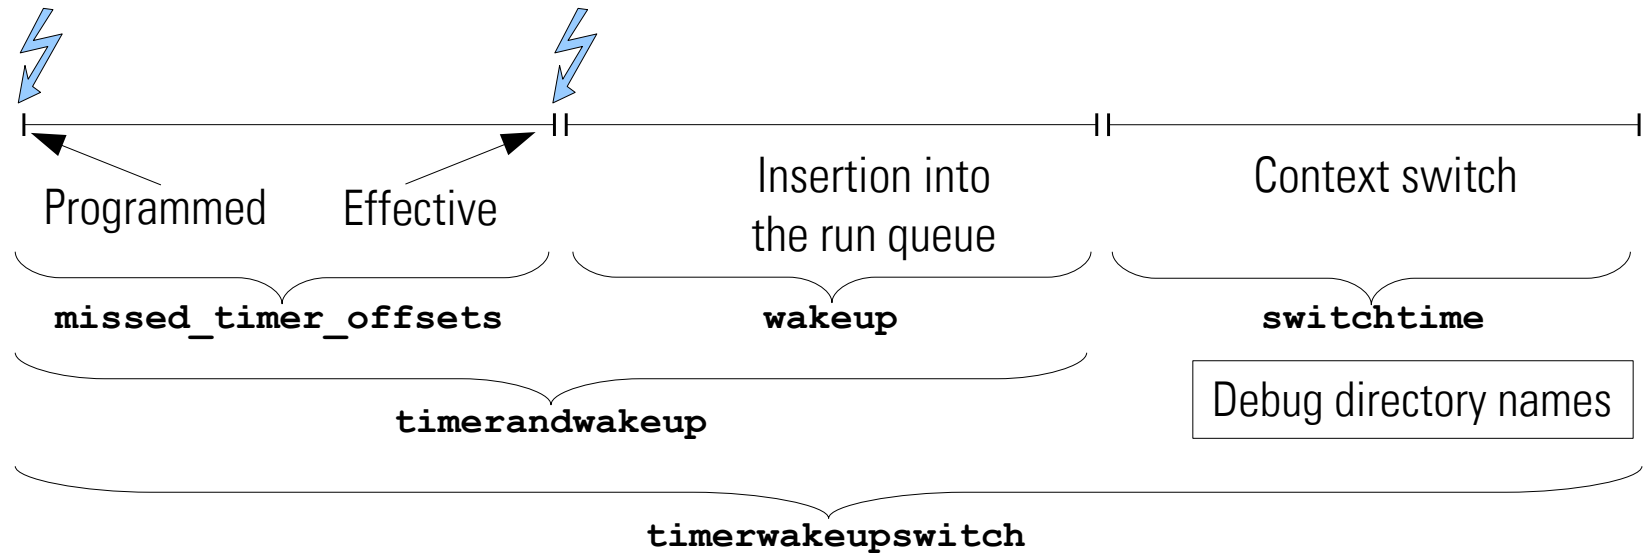 Programmed
Effective
Insertion into
the run queue
Context switch
missed_timer_offsets
wakeup
switchtime
timerandwakeup
Debug directory names
timerwakeupswitch